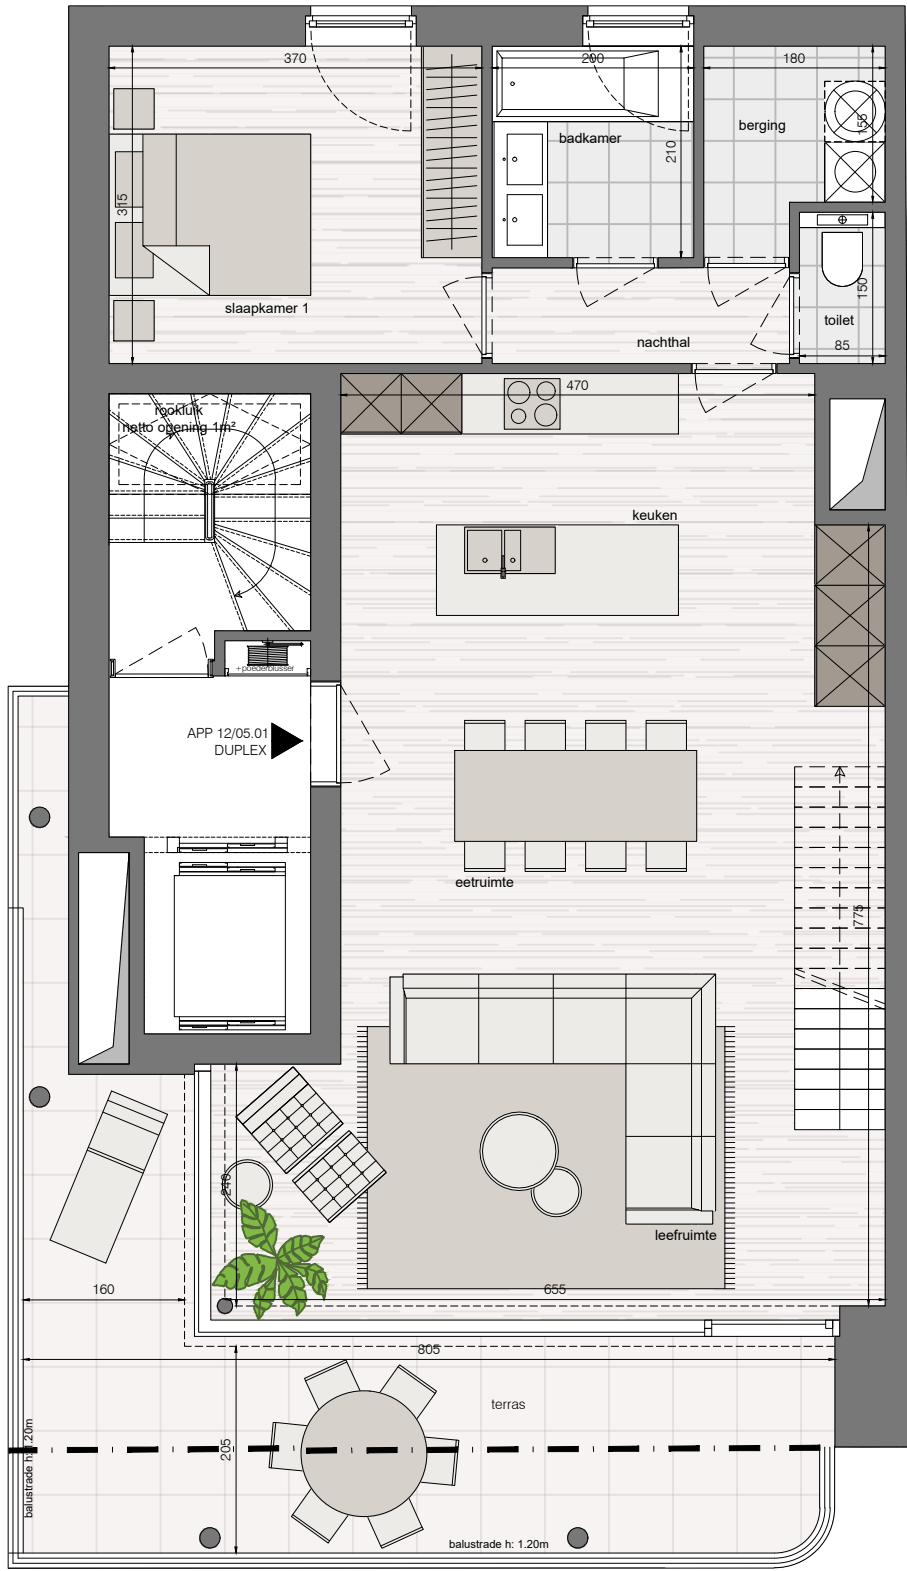 370
200
180
155
berging
badkamer
210
315
150
slaapkamer 1
toilet
nachthal
85
470
rookluik
netto opening 1m²
keuken
+poederblusser
APP 12/05.01
DUPLEX
eetruimte
775
240
leefruimte
160
655
805
terras
205
balustrade h: 1.20m
balustrade h: 1.20m